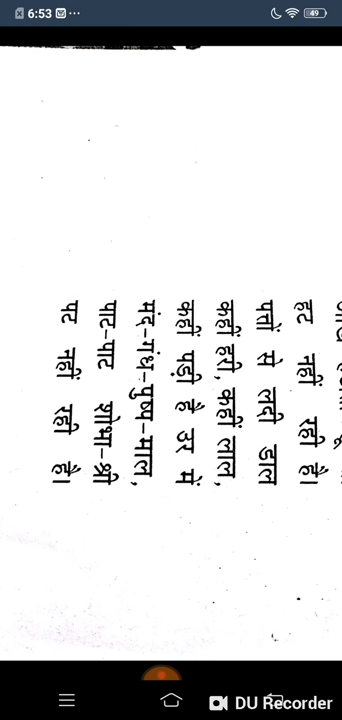 6:53 ... 49
हट नहीं रही है।
पत्तों से लदी डाल
कहीं हरी, कहीं लाल,
कहीं पड़ी है उर में
मंद-गंध-पुष्प-माल,
पाट-पाट शोभा-श्री
पट नहीं रही है।
DU Recorder